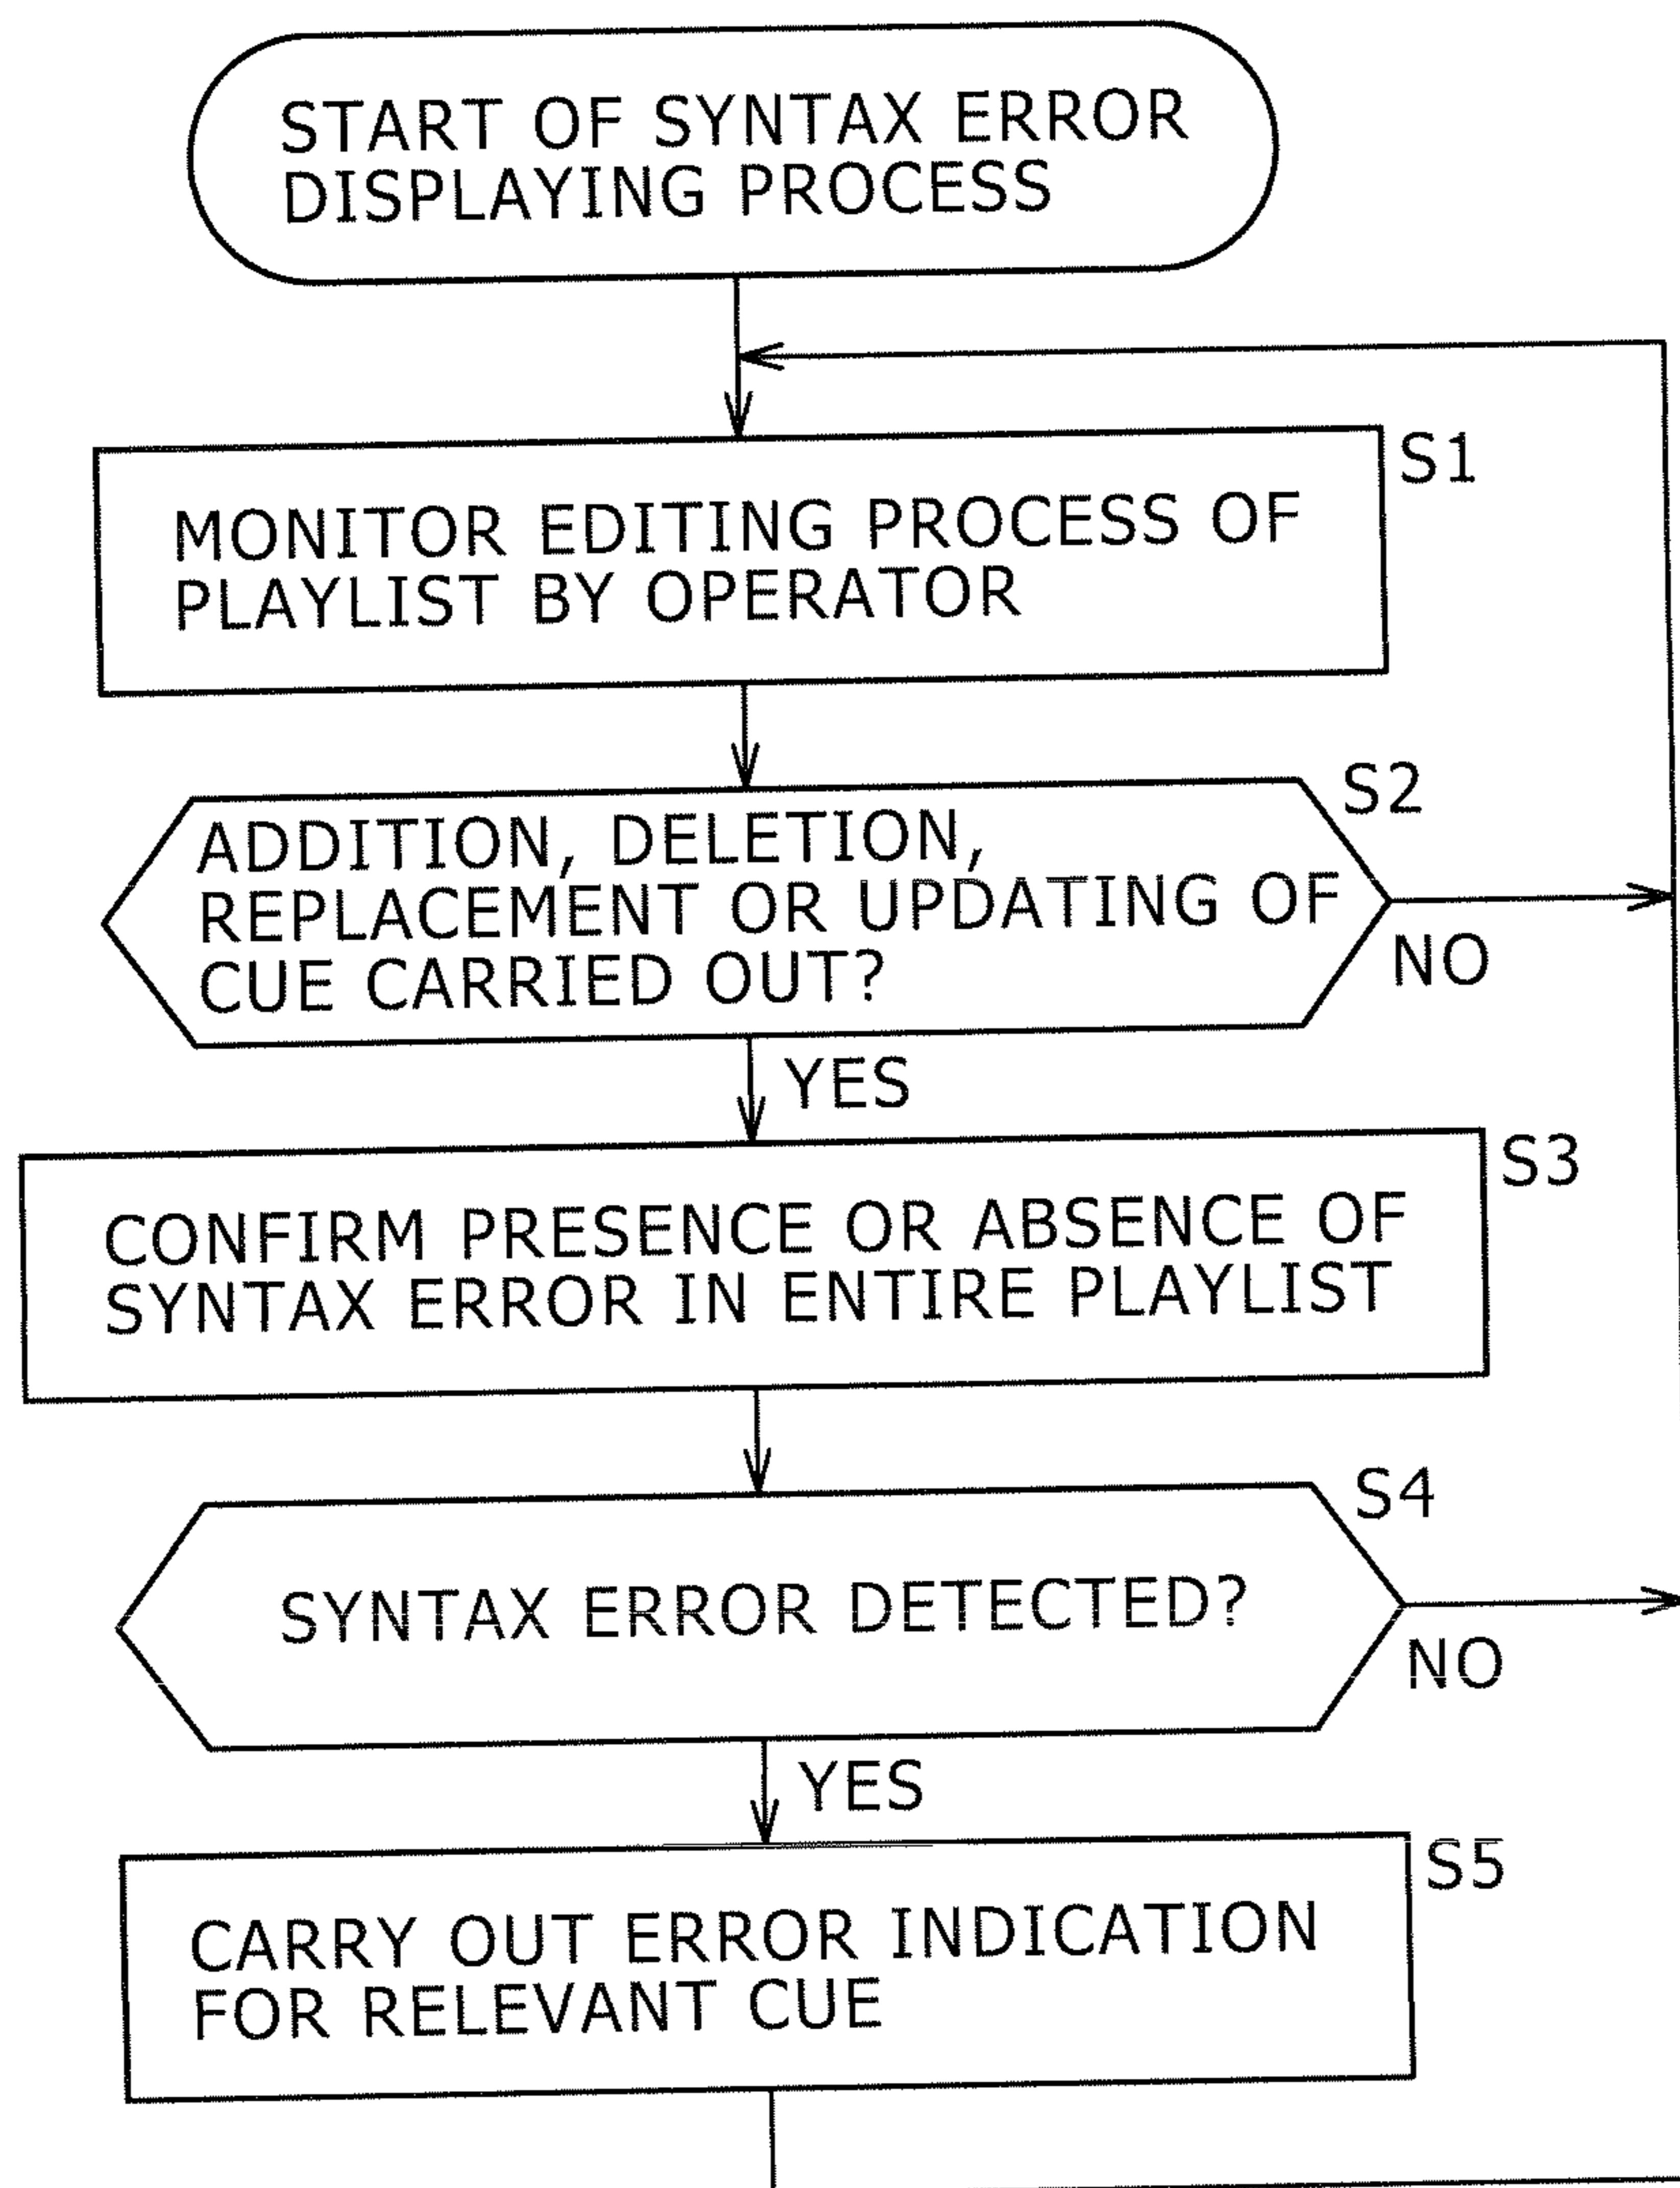 START OF SYNTAX ERROR
DISPLAYING PROCESS
S1
MONITOR EDITING PROCESS OF
PLAYLIST BY OPERATOR
S2
ADDITION, DELETION,
REPLACEMENT OR UPDATING OF
CUE CARRIED OUT?
NO
YES
S3
CONFIRM PRESENCE OR ABSENCE OF
SYNTAX ERROR IN ENTIRE PLAYLIST
S4
SYNTAX ERROR DETECTED?
NO
YES
S5
CARRY OUT ERROR INDICATION
FOR RELEVANT CUE